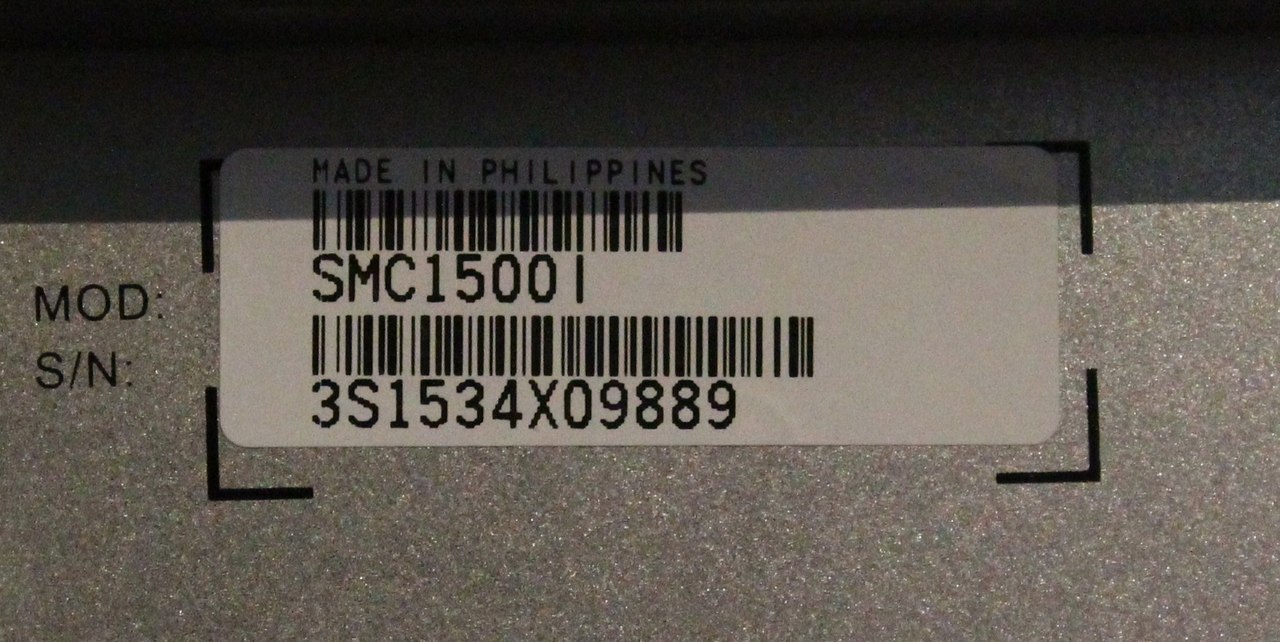 MADE IN PHILIPPINES
MOD: SMC1500I
S/N: 3S1534X09889